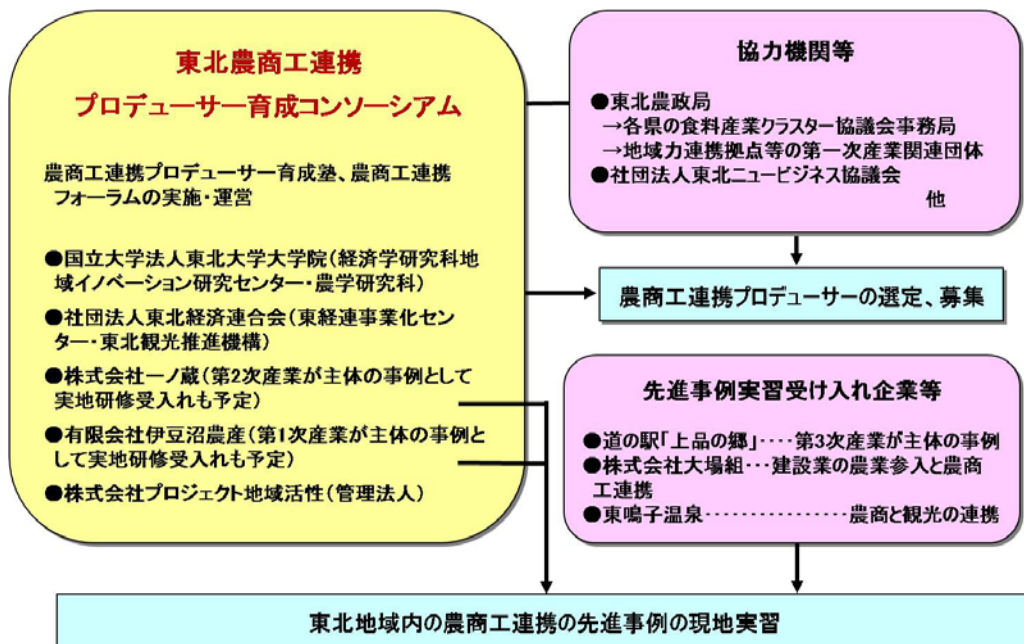 東北農商工連携
プロデューサー育成コンソーシアム
農商工連携プロデューサー育成塾、農商工連携
フォーラムの実施・運営
●国立大学法人東北大学大学院(経済学研究科地
域イノベーション研究センター・農学研究科)
●社団法人東北経済連合会(東経連事業化セン
ター・東北観光推進機構)
●株式会社一ノ蔵(第2次産業が主体の事例として
実地研修受入れも予定)
●有限会社伊豆沼農産(第1次産業が主体の事例と
して実地研修受入れも予定)
●株式会社プロジェクト地域活性(管理法人)
協力機関等
●東北農政局
→各県の食料産業クラスター協議会事務局
→地域力連携拠点等の第一次産業関連団体
●社団法人東北ニュービジネス協議会
他
農商工連携プロデューサーの選定、募集
先進事例実習受け入れ企業等
●道の駅「上品の郷」‥‥第3次産業が主体の事例
●株式会社大場組‥‥建設業の農業参入と農商
工連携
●東鳴子温泉‥‥‥‥‥‥‥‥農商と観光の連携
東北地域内の農商工連携の先進事例の現地実習